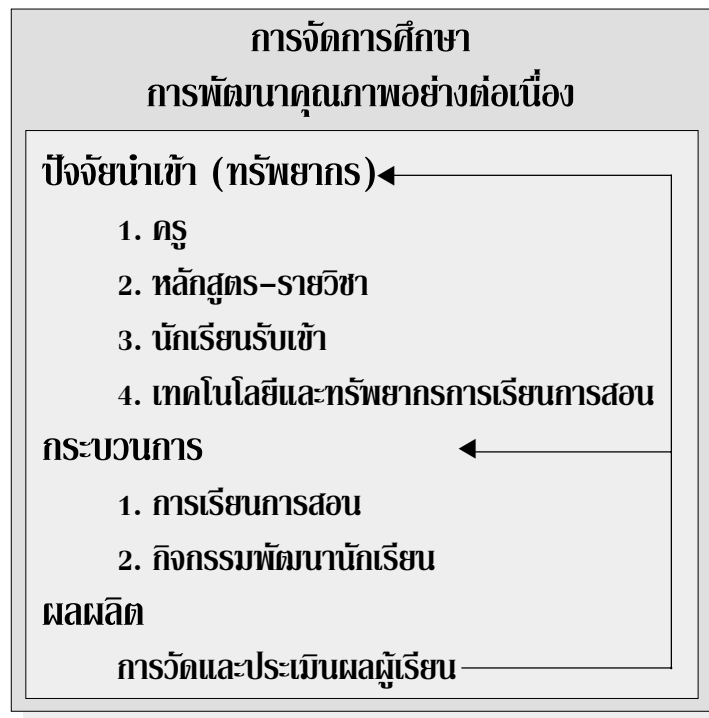 การจัดการศึกษา
การพัฒนาคุณภาพอย่างต่อเนื่อง
ปัจจัยนำเข้า (ทรัพยากร)
1. ครู
2. หลักสูตร-รายวิชา
3. นักเรียนรับเข้า
4. เทคโนโลยีและทรัพยากรการเรียนการสอน
กระบวนการ
1. การเรียนการสอน
2. กิจกรรมพัฒนานักเรียน
ผลผลิต
การวัดและประเมินผลผู้เรียน